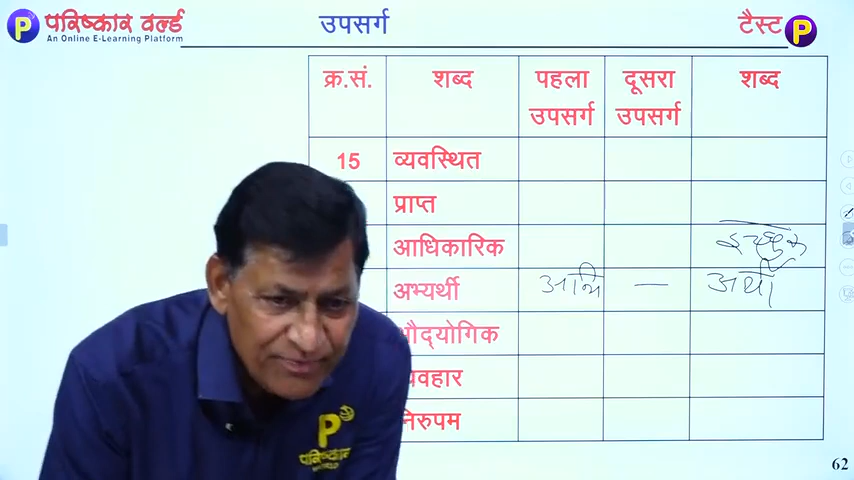 परिष्कार वर्ल्ड
An Online E-Learning Platform
उपसर्ग
टैस्ट
क्र.सं. शब्द पहला उपसर्ग दूसरा उपसर्ग शब्द
15 व्यवस्थित
प्राप्त
आधिकारिक इच्छुक
अभ्यर्थी अभि — अर्थी
औद्योगिक
व्यवहार
निरुपम
62